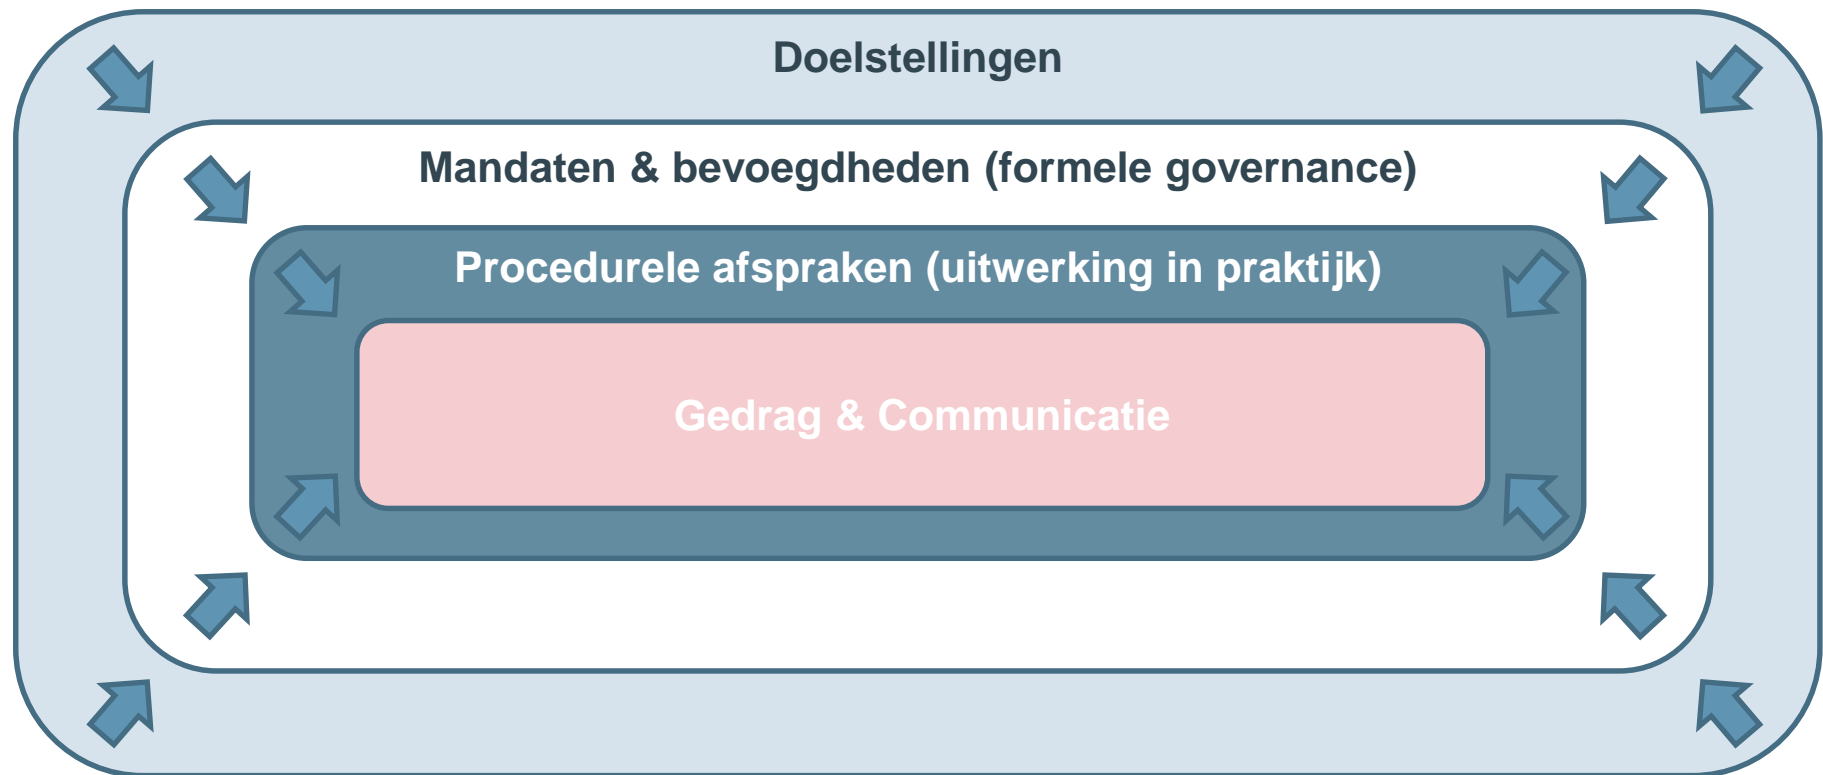 Doelstellingen
Mandaten & bevoegdheden (formele governance)
Procedurele afspraken (uitwerking in praktijk)
Gedrag & Communicatie